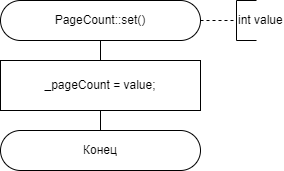 PageCount::set()
int value
_pageCount = value;
Конец